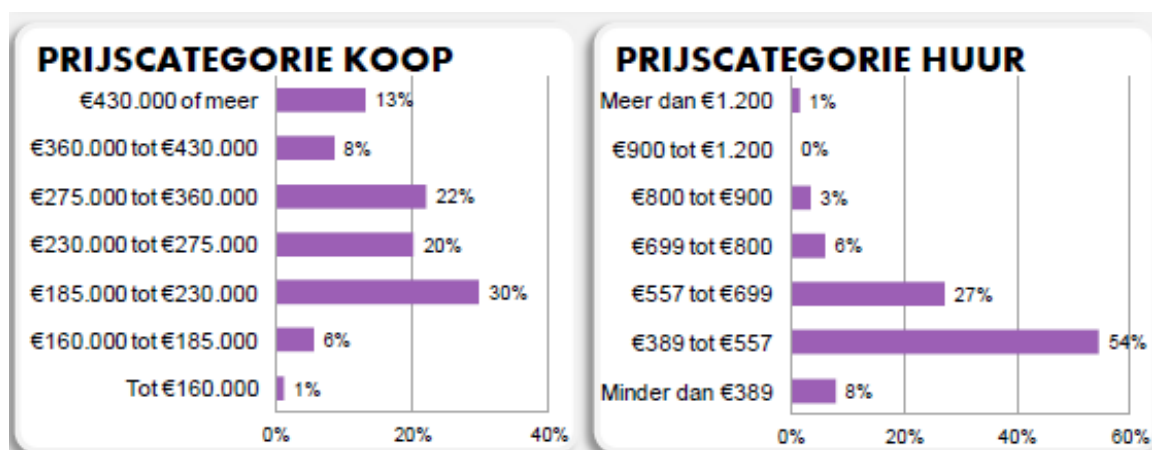 PRIJSCATEGORIE KOOP
€430.000 of meer 13%
€360.000 tot €430.000 8%
€275.000 tot €360.000 22%
€230.000 tot €275.000 20%
€185.000 tot €230.000 30%
€160.000 tot €185.000 6%
Tot €160.000 1%
0% 20% 40%
PRIJSCATEGORIE HUUR
Meer dan €1.200 1%
€900 tot €1.200 0%
€800 tot €900 3%
€699 tot €800 6%
€557 tot €699 27%
€389 tot €557 54%
Minder dan €389 8%
0% 20% 40% 60%